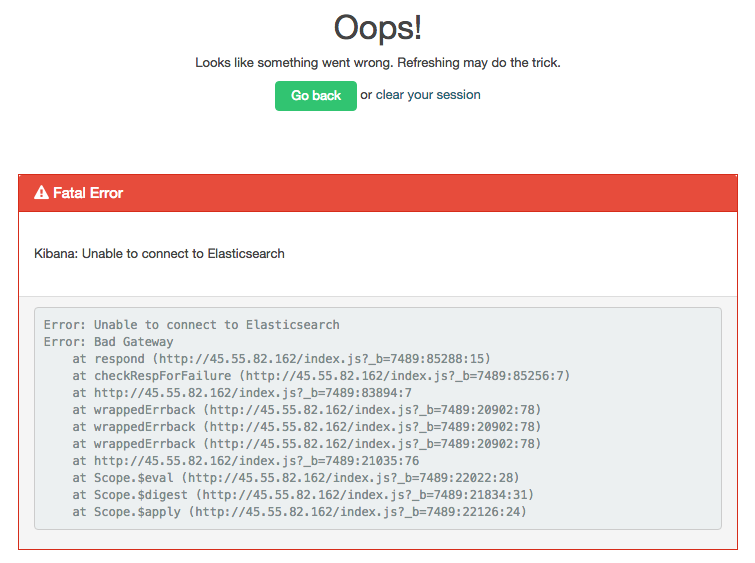 Oops!
Looks like something went wrong. Refreshing may do the trick.
Go back or clear your session
Fatal Error
Kibana: Unable to connect to Elasticsearch
Error: Unable to connect to Elasticsearch
Error: Bad Gateway
    at respond (http://45.55.82.162/index.js?_b=7489:85288:15)
    at checkRespForFailure (http://45.55.82.162/index.js?_b=7489:85256:7)
    at http://45.55.82.162/index.js?_b=7489:83894:7
    at wrappedErrback (http://45.55.82.162/index.js?_b=7489:20902:78)
    at wrappedErrback (http://45.55.82.162/index.js?_b=7489:20902:78)
    at wrappedErrback (http://45.55.82.162/index.js?_b=7489:20902:78)
    at http://45.55.82.162/index.js?_b=7489:21035:76
    at Scope.$eval (http://45.55.82.162/index.js?_b=7489:22022:28)
    at Scope.$digest (http://45.55.82.162/index.js?_b=7489:21834:31)
    at Scope.$apply (http://45.55.82.162/index.js?_b=7489:22126:24)